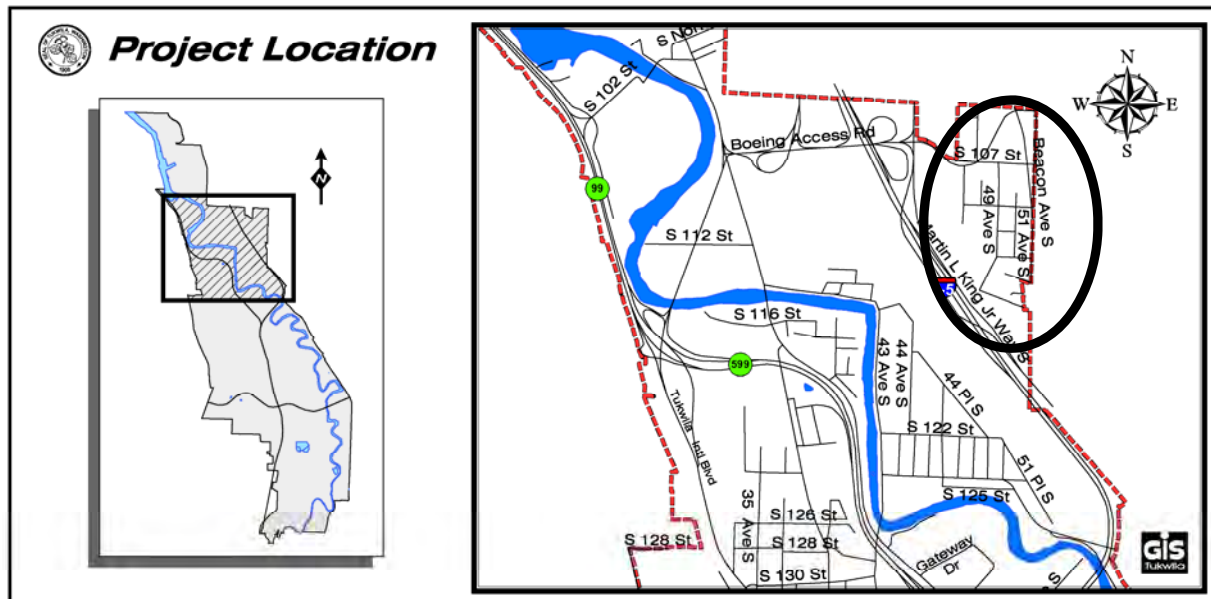 Project Location
N
N
W
E
S
S 102 St
Boeing Access Rd
S 107 St
Beacon Ave S
49 Ave S
51 Ave S
99
S 112 St
Martin L King Jr Way S
S 116 St
599
43 Ave S
44 Ave S
44 Pl S
Tukwila Intl Blvd
S 122 St
51 Pl S
35 Ave S
S 125 St
S 126 St
S 128 St
S 128 St
S 130 St
Gateway
Dr
S
GIS
Tukwila